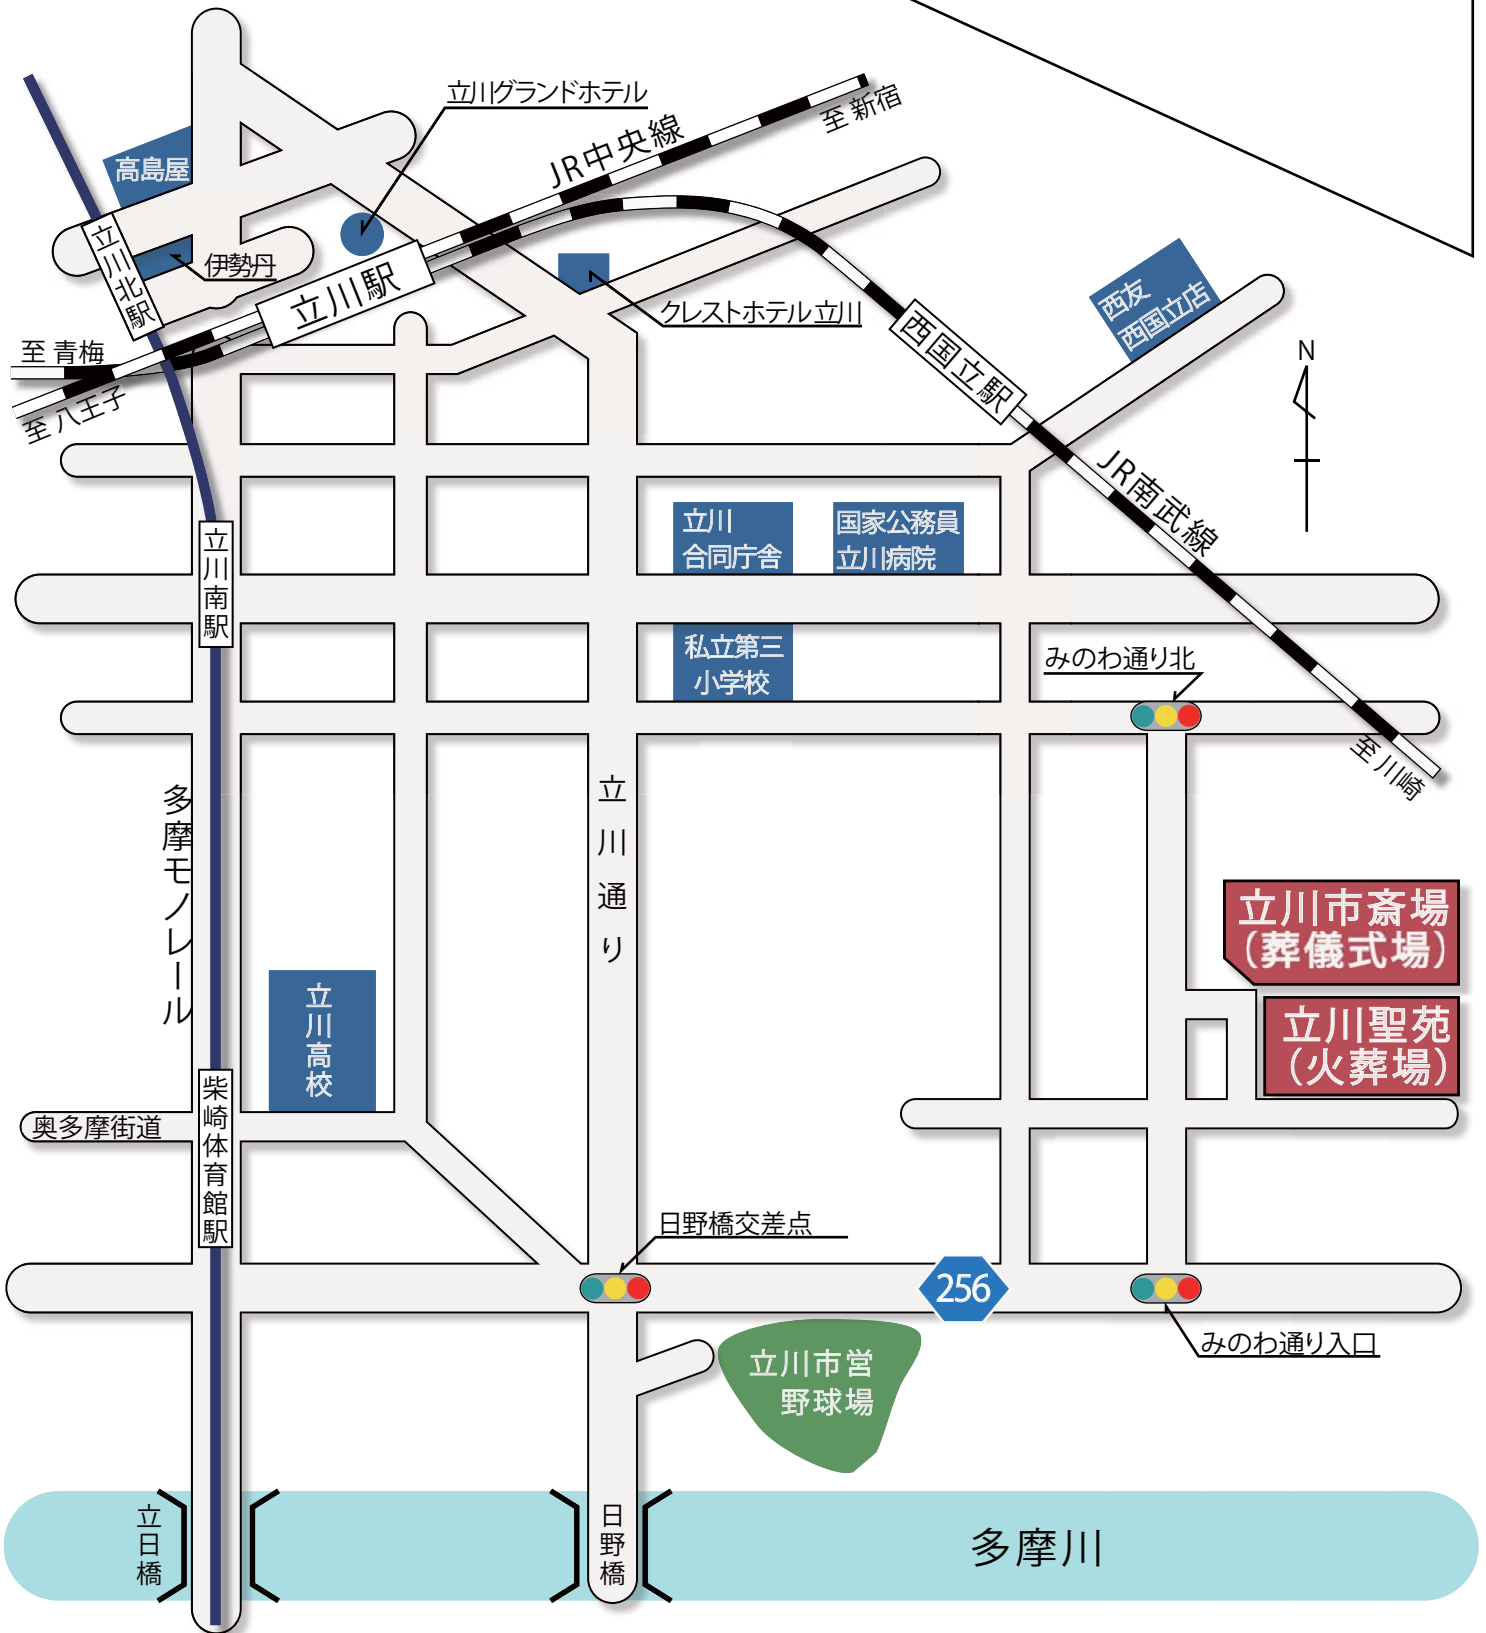 立川グランドホテル
JR中央線
至 新宿
高島屋
立川北駅
伊勢丹
立川駅
クレストホテル立川
西国立駅
西友
西国立店
N
至 青梅
至 八王子
JR南武線
立川
合同庁舎
国家公務員
立川病院
立川南駅
私立第三
小学校
みのわ通り北
至 川崎
多摩モノレール
立川通り
立川市斎場
（葬儀式場）
立川高校
立川聖苑
（火葬場）
柴崎体育館駅
奥多摩街道
日野橋交差点
256
みのわ通り入口
立川市営
野球場
立日橋
日野橋
多摩川